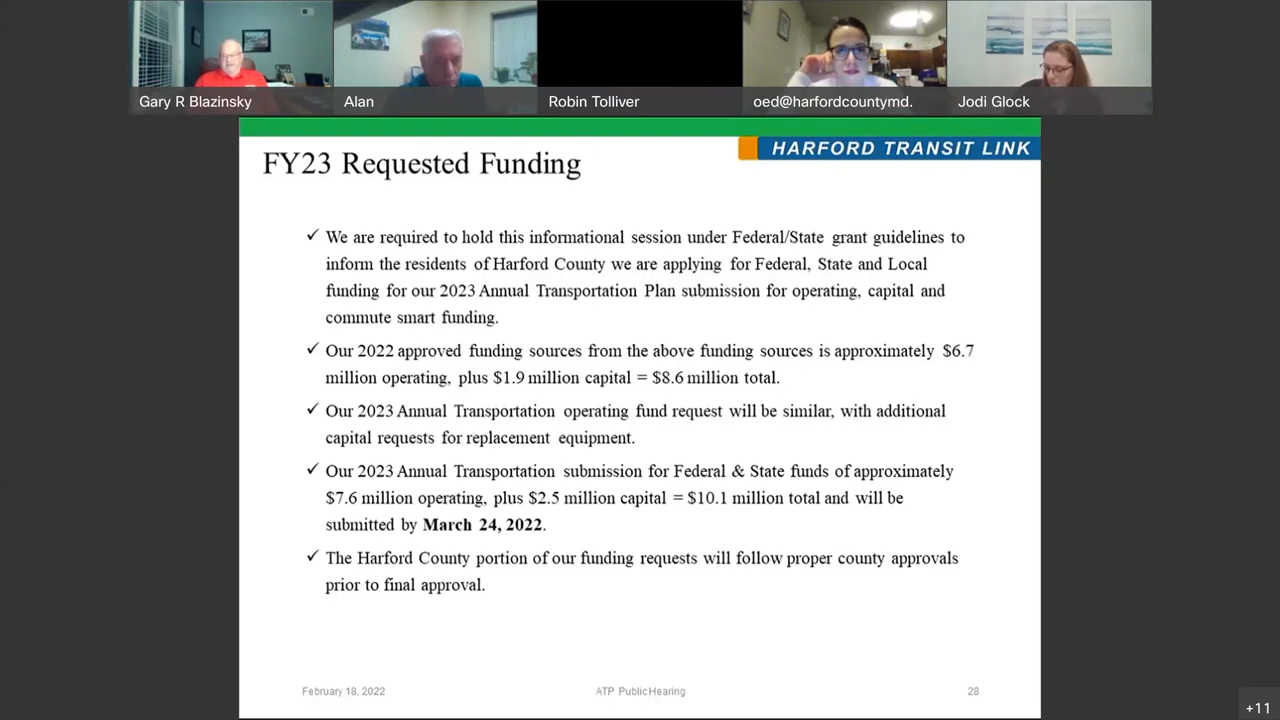 Gary R Blazinsky
Alan
Robin Tolliver
oed@harfordcountymd.
Jodi Glock
HARFORD TRANSIT LINK
FY23 Requested Funding
✓ We are required to hold this informational session under Federal/State grant guidelines to
inform the residents of Harford County we are applying for Federal, State and Local
funding for our 2023 Annual Transportation Plan submission for operating, capital and
commute smart funding.
✓ Our 2022 approved funding sources from the above funding sources is approximately $6.7
million operating, plus $1.9 million capital = $8.6 million total.
✓ Our 2023 Annual Transportation operating fund request will be similar, with additional
capital requests for replacement equipment.
✓ Our 2023 Annual Transportation submission for Federal & State funds of approximately
$7.6 million operating, plus $2.5 million capital = $10.1 million total and will be
submitted by March 24, 2022.
✓ The Harford County portion of our funding requests will follow proper county approvals
prior to final approval.
February 18, 2022
ATP Public Hearing
28
+11